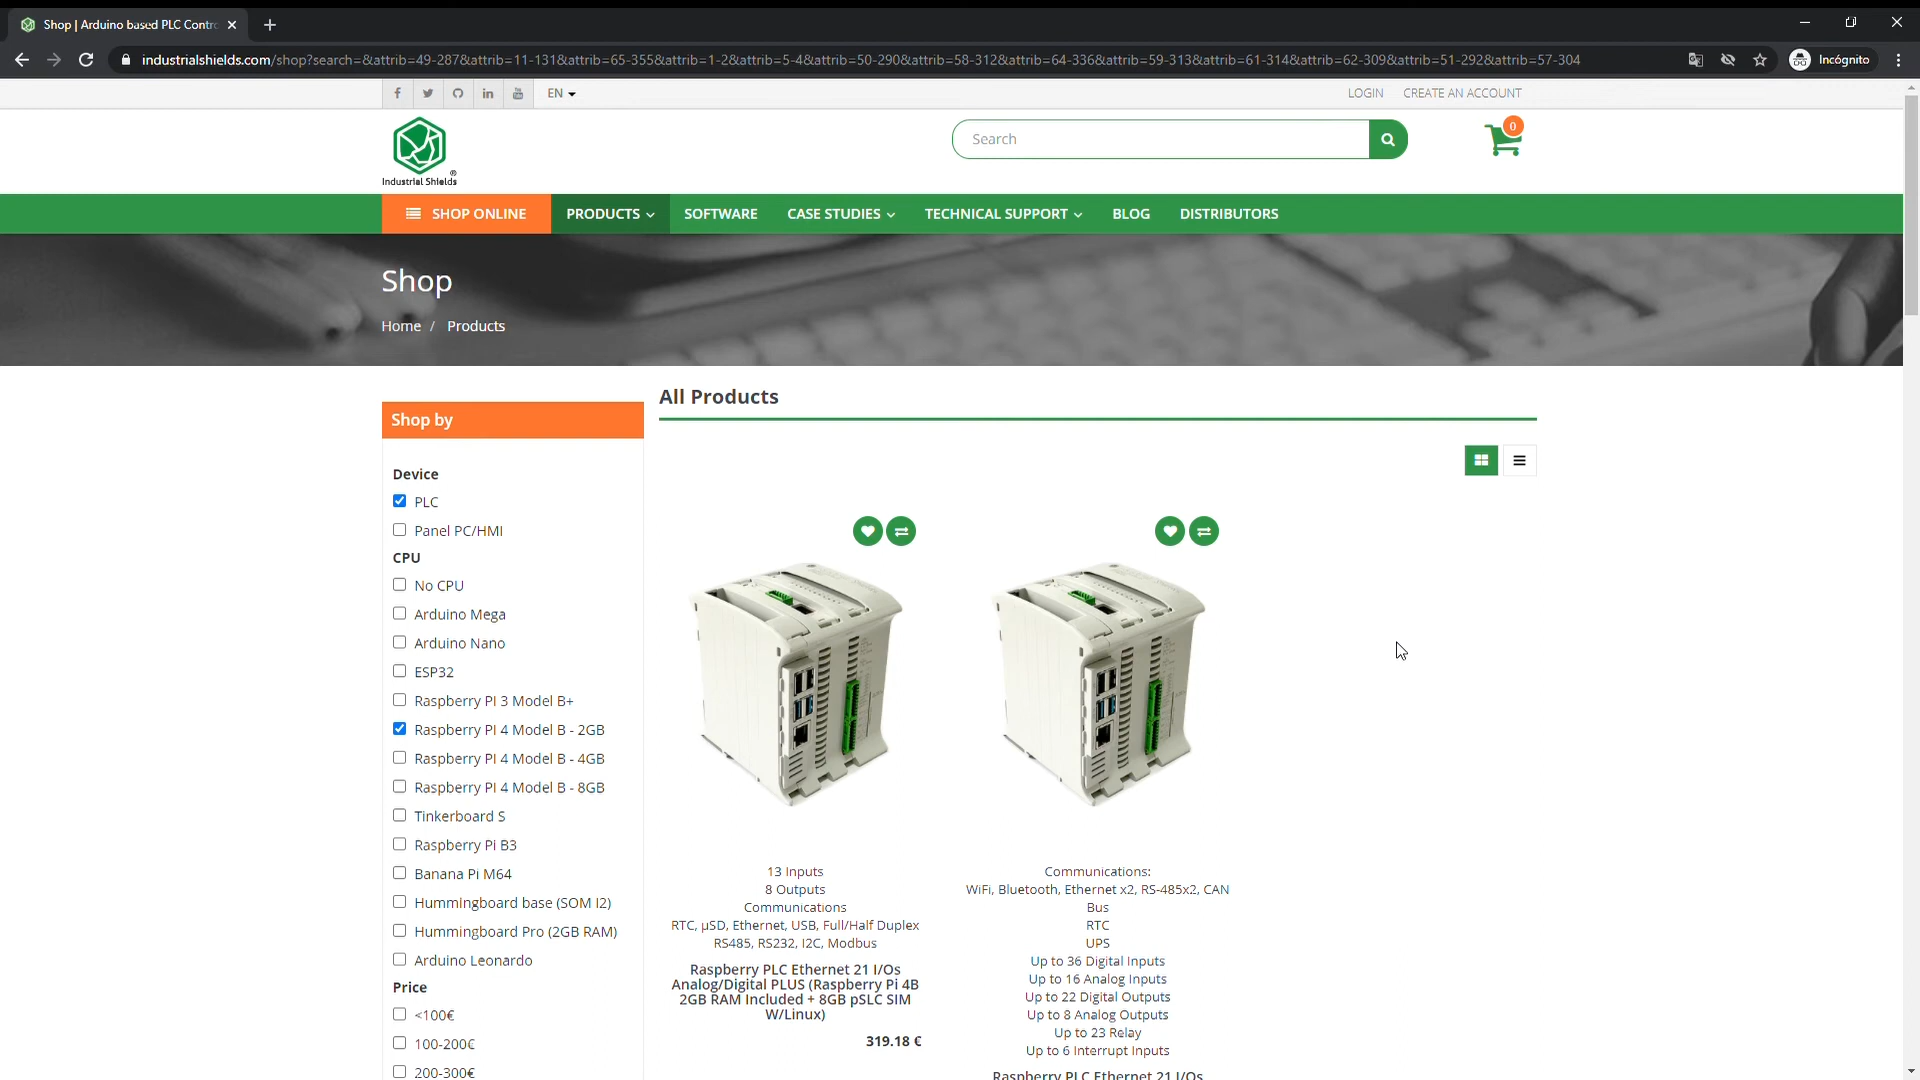 Shop | Arduino based PLC Contro
industrialshields.com/shop?search=&attrib=49-287&attrib=11-131&attrib=65-355&attrib=1-2&attrib=5-4&attrib=50-290&attrib=58-312&attrib=64-336&attrib=59-313&attrib=61-314&attrib=62-309&attrib=51-292&attrib=57-304
Incógnito
EN
LOGIN
CREATE AN ACCOUNT
Industrial Shields®
Search
0
SHOP ONLINE
PRODUCTS
SOFTWARE
CASE STUDIES
TECHNICAL SUPPORT
BLOG
DISTRIBUTORS
Shop
Home / Products
Shop by
Device
PLC
Panel PC/HMI
CPU
No CPU
Arduino Mega
Arduino Nano
ESP32
Raspberry PI 3 Model B+
Raspberry PI 4 Model B - 2GB
Raspberry PI 4 Model B - 4GB
Raspberry PI 4 Model B - 8GB
Tinkerboard S
Raspberry Pi B3
Banana Pi M64
Hummingboard base (SOM I2)
Hummingboard Pro (2GB RAM)
Arduino Leonardo
Price
<100€
100-200€
200-300€
All Products
13 Inputs
8 Outputs
Communications
RTC, µSD, Ethernet, USB, Full/Half Duplex
RS485, RS232, I2C, Modbus
Raspberry PLC Ethernet 21 I/Os
Analog/Digital PLUS (Raspberry Pi 4B
2GB RAM Included + 8GB pSLC SIM
W/Linux)
319.18 €
Communications:
WiFi, Bluetooth, Ethernet x2, RS-485x2, CAN
Bus
RTC
UPS
Up to 36 Digital Inputs
Up to 16 Analog Inputs
Up to 22 Digital Outputs
Up to 8 Analog Outputs
Up to 23 Relay
Up to 6 Interrupt Inputs
Raspberry PLC Ethernet 21 I/Os